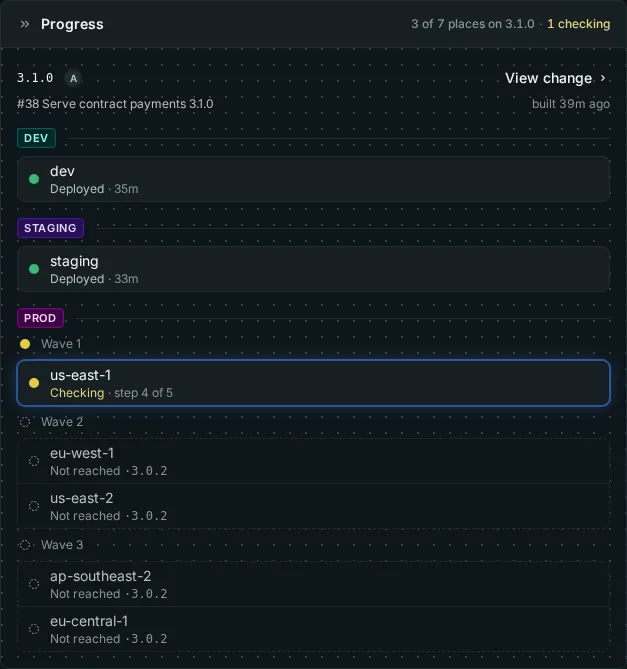 » Progress
3 of 7 places on 3.1.0 · 1 checking
3.1.0 A
View change ›
#38 Serve contract payments 3.1.0
built 39m ago
DEV
dev
Deployed · 35m
STAGING
staging
Deployed · 33m
PROD
Wave 1
us-east-1
Checking · step 4 of 5
Wave 2
eu-west-1
Not reached · 3.0.2
us-east-2
Not reached · 3.0.2
Wave 3
ap-southeast-2
Not reached · 3.0.2
eu-central-1
Not reached · 3.0.2